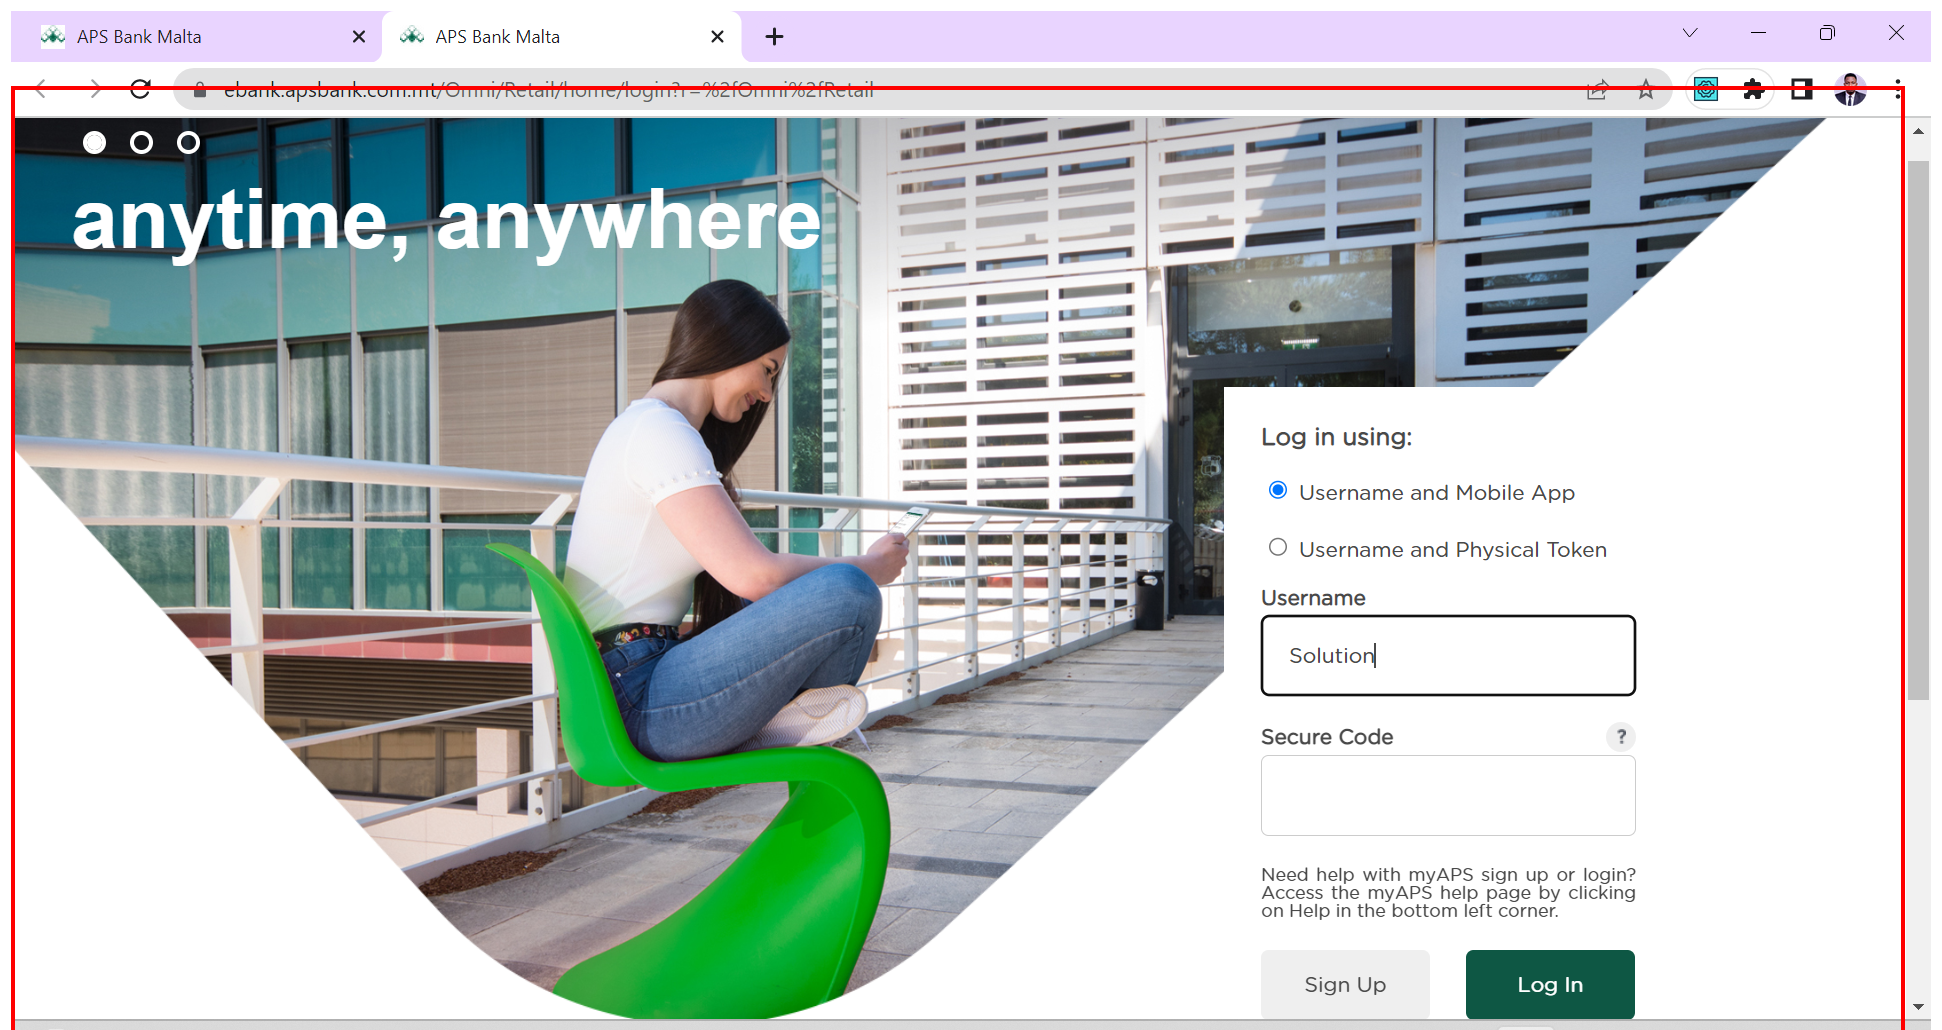 APS Bank Malta
APS Bank Malta
ebank.apsbank.com.mt/Omni/Retail/home/login?r=%2fOmni%2fRetail
anytime, anywhere
Log in using:
Username and Mobile App
Username and Physical Token
Username
Solution
Secure Code
?
Need help with myAPS sign up or login?
Access the myAPS help page by clicking
on Help in the bottom left corner.
Sign Up
Log In